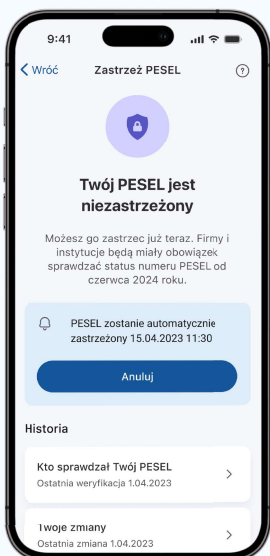 9:41
Wróć
Zastrzeż PESEL
?
Twój PESEL jest
niezastrzeżony
Możesz go zastrzec już teraz. Firmy i
instytucje będą miały obowiązek
sprawdzać status numeru PESEL od
czerwca 2024 roku.
PESEL zostanie automatycznie
zastrzeżony 15.04.2023 11:30
Anuluj
Historia
Kto sprawdzał Twój PESEL
Ostatnia weryfikacja 1.04.2023
Twoje zmiany
Ostatnia zmiana 1.04.2023